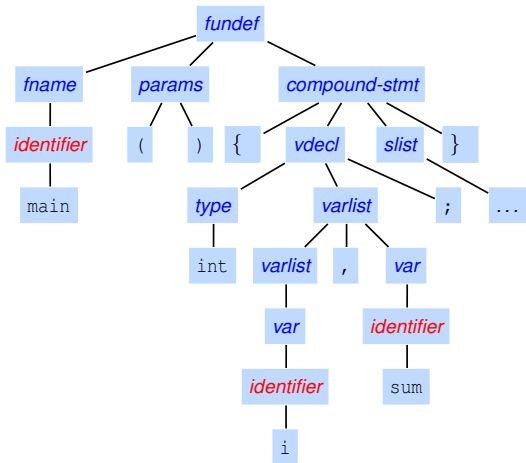 fundef
fname params compound-stmt
identifier ( ) { vdecl slist }
main type varlist ; ...
int varlist , var
var identifier
identifier sum
i